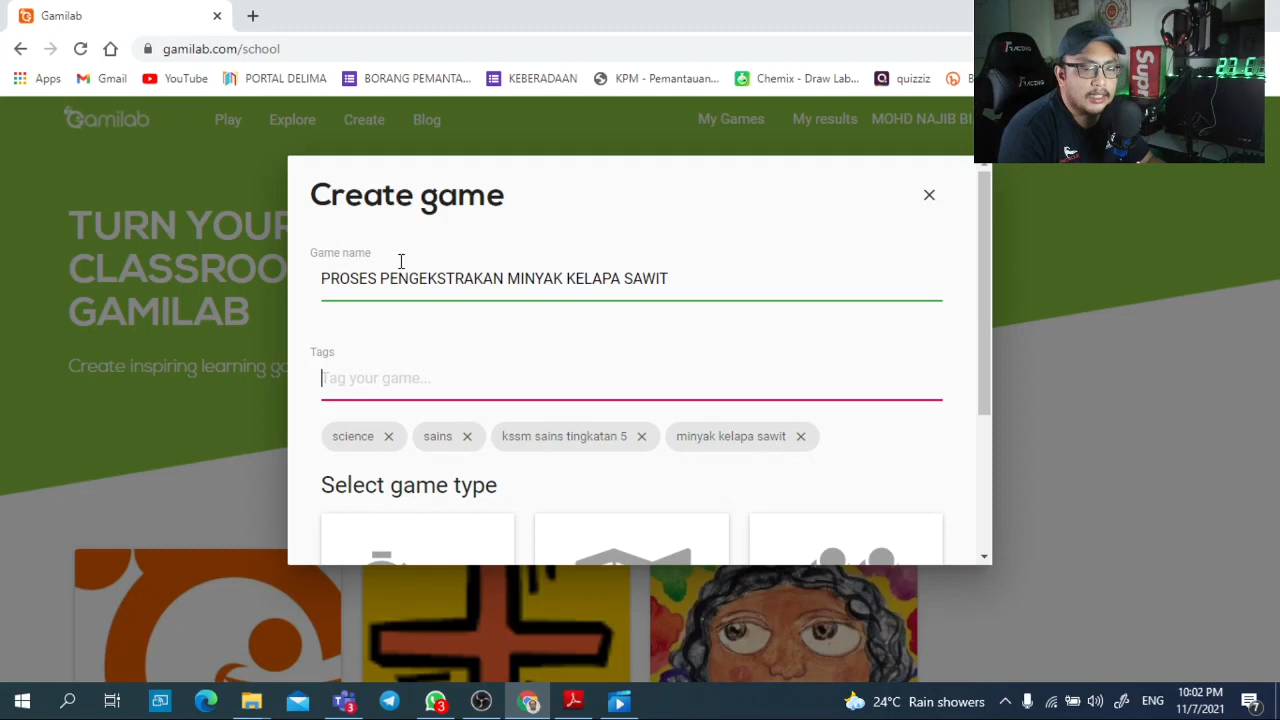 Gamilab
gamilab.com/school
Apps
Gmail
YouTube
PORTAL DELIMA
BORANG PEMANTA...
KEBERADAAN
KPM - Pemantauan...
Chemix - Draw Lab...
quizziz
Gamilab
Play
Explore
Create
Blog
My Games
My results
MOHD NAJIB BI
TURN YOUR
CLASSROO
GAMILAB
Create inspiring learning g
Create game
Game name
PROSES PENGEKSTRAKAN MINYAK KELAPA SAWIT
Tags
Tag your game...
science
sains
kssm sains tingkatan 5
minyak kelapa sawit
Select game type
24°C Rain showers
ENG
10:02 PM
11/7/2021